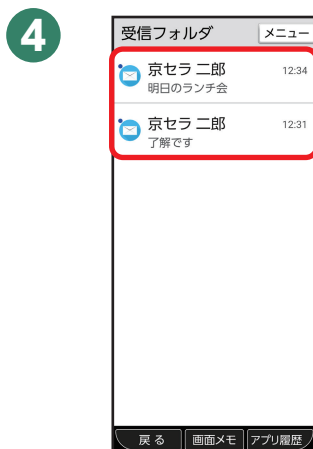 4
受信フォルダ メニュー
京セラ 二郎 12:34
明日のランチ会
京セラ 二郎 12:31
了解です
戻る 画面メモ アプリ履歴